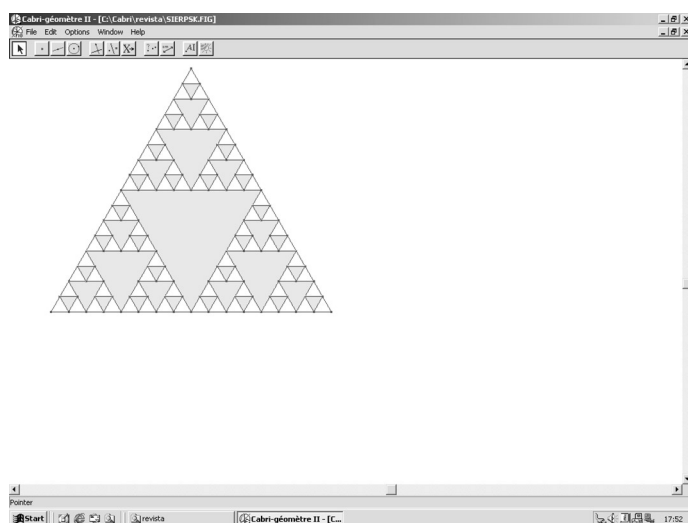 Cabri-géomètre II - [C:\Cabri\revista\SIERPSK.FIG]
File Edit Options Window Help
AI
Pointer
Start revista Cabri-géomètre II - [C... 17:52